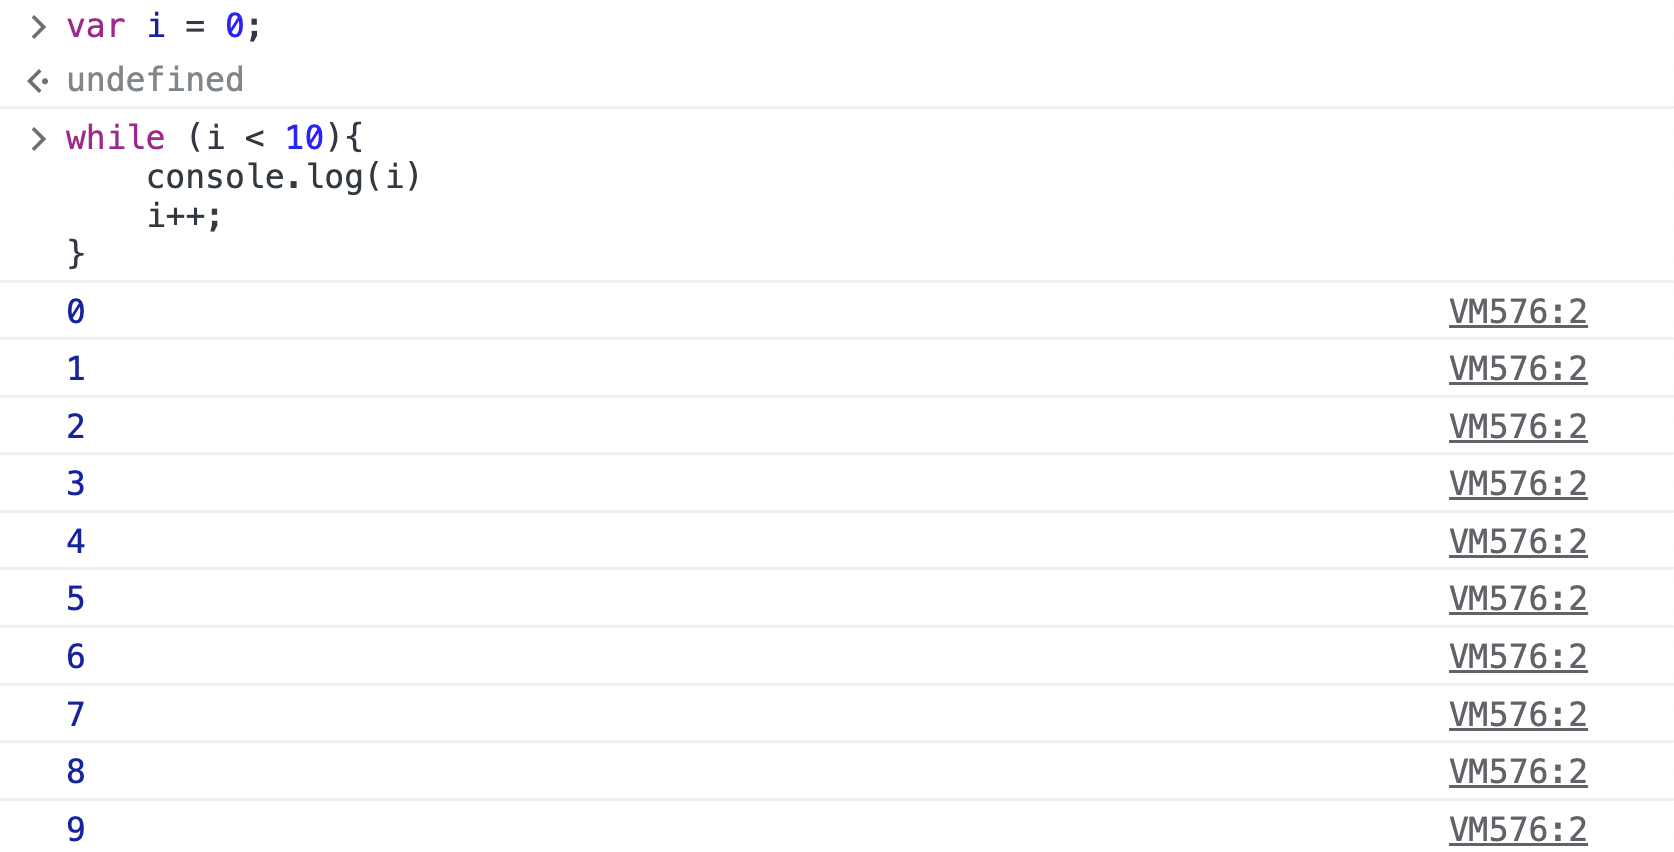 > var i = 0;
<· undefined
> while (i < 10){
    console.log(i)
    i++;
}
0 VM576:2
1 VM576:2
2 VM576:2
3 VM576:2
4 VM576:2
5 VM576:2
6 VM576:2
7 VM576:2
8 VM576:2
9 VM576:2